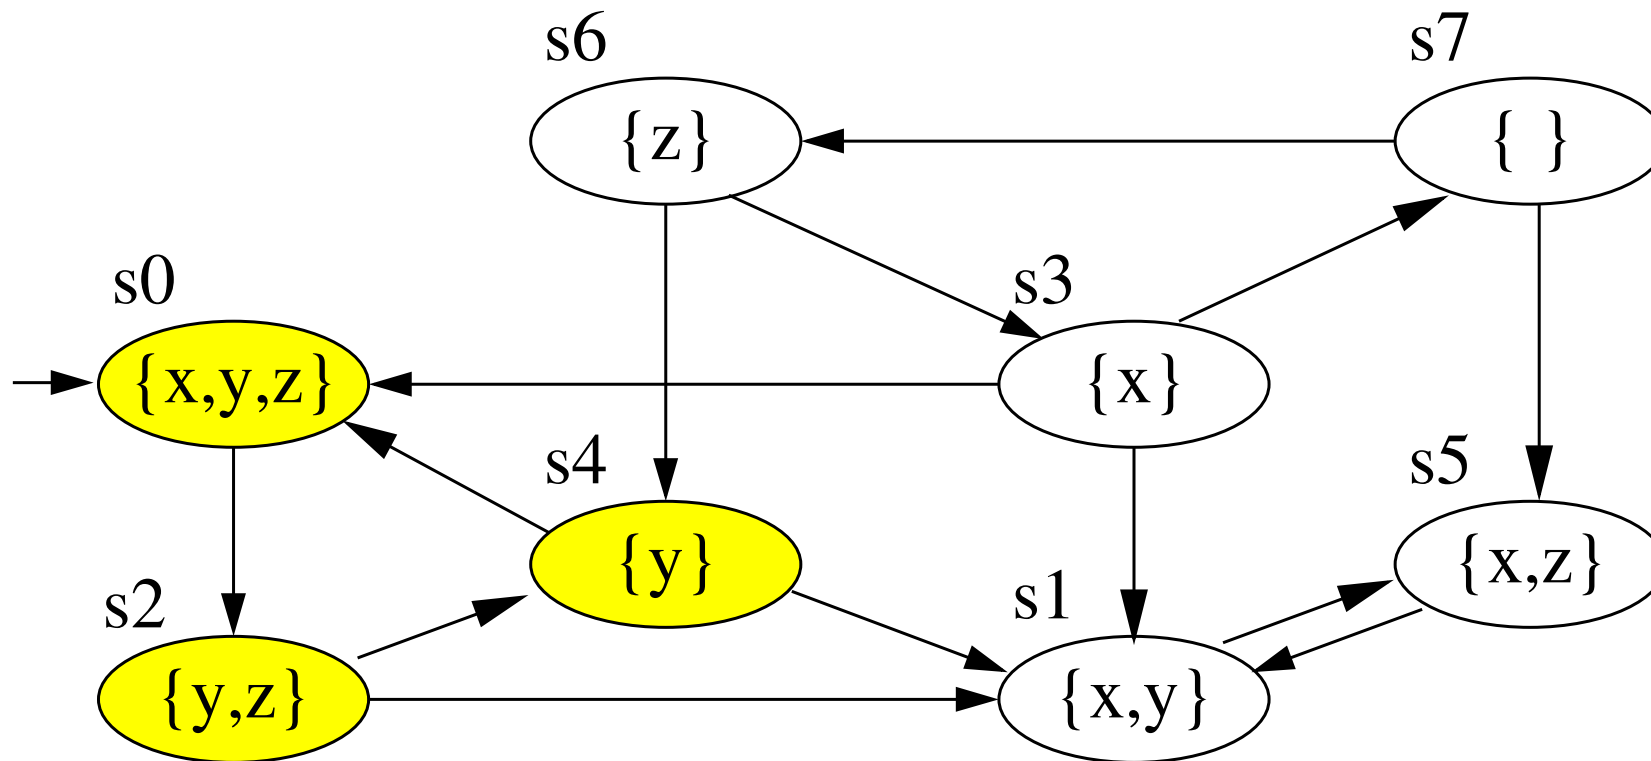 s6
s7
{z}
{ }
s0
s3
{x,y,z}
{x}
s4
s5
{y}
{x,z}
s2
s1
{y,z}
{x,y}